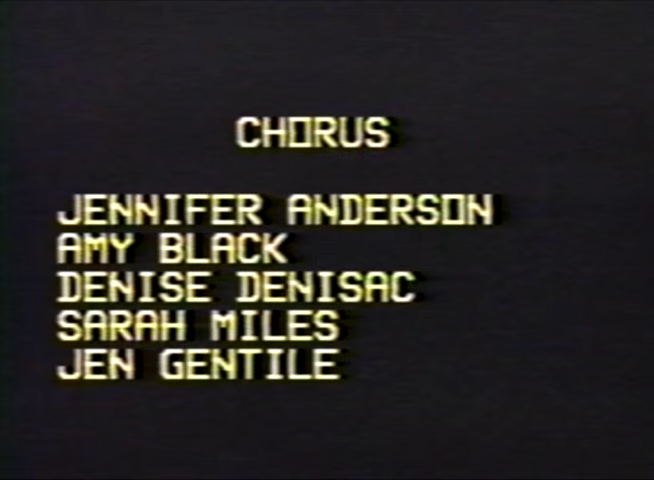 CHORUS
JENNIFER ANDERSON
AMY BLACK
DENISE DENISAC
SARAH MILES
JEN GENTILE